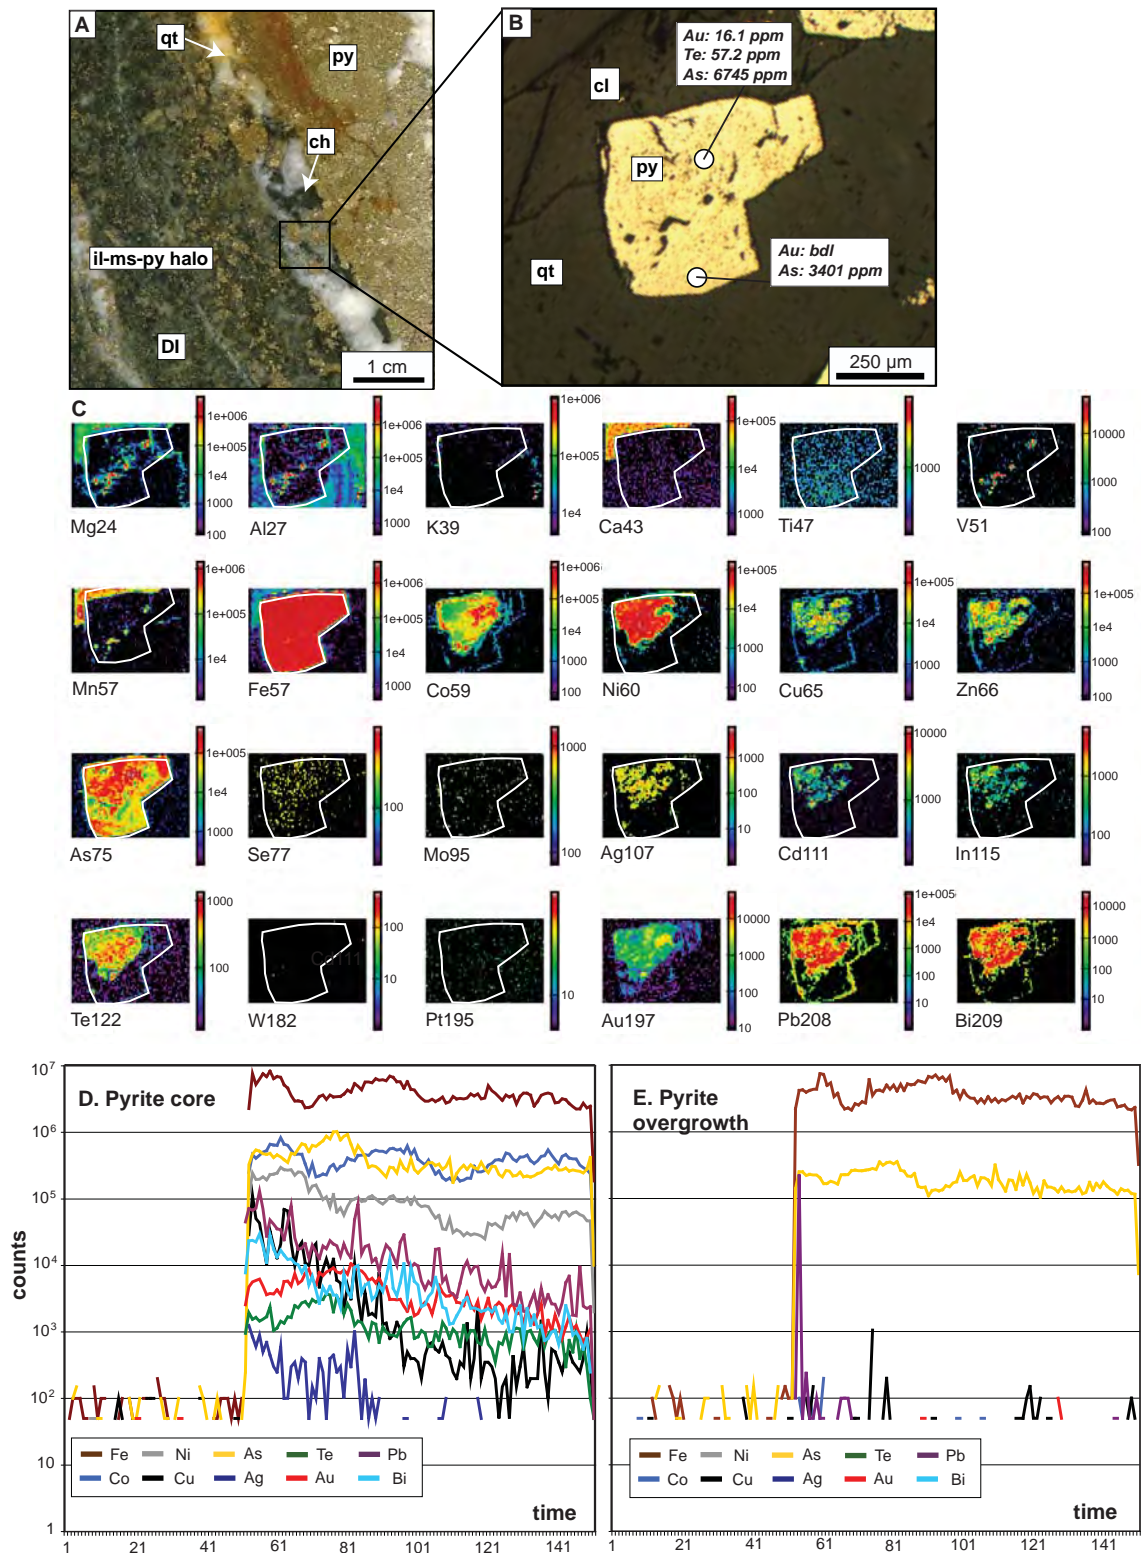 A
qt
py
ch
il-ms-py halo
DI
1 cm
B
Au: 16.1 ppm
Te: 57.2 ppm
As: 6745 ppm
cl
py
Au: bdl
As: 3401 ppm
qt
250 µm
C
1e+006
1e+005
1e4
1000
100
Mg24
1e+006
1e+005
1e4
1000
Al27
1e+006
1e+005
1e4
K39
1e+005
1e4
1000
Ca43
1000
Ti47
10000
1000
100
V51
1e+006
1e+005
1e4
Mn57
1e+006
1e+005
1e4
1000
Fe57
1e+005
1e4
1000
100
Co59
1e+005
1e4
1000
100
Ni60
1e+005
1e4
1000
Cu65
1e+005
1e4
1000
100
Zn66
1e+005
1e4
1000
As75
100
Se77
1000
100
Mo95
1000
100
10
Ag107
10000
1000
Cd111
1000
100
In115
1000
100
Te122
100
10
W182
10
Pt195
10000
1000
100
10
Au197
1e+005
1e4
1000
100
10
Pb208
10000
1000
100
10
Bi209
D. Pyrite core
E. Pyrite
overgrowth
counts
10⁷
10⁶
10⁵
10⁴
10³
10²
10
1
Fe Ni As Te Pb
Co Cu Ag Au Bi
time
1 21 41 61 81 101 121 141
Fe Ni As Te Pb
Co Cu Ag Au Bi
time
1 21 41 61 81 101 121 141